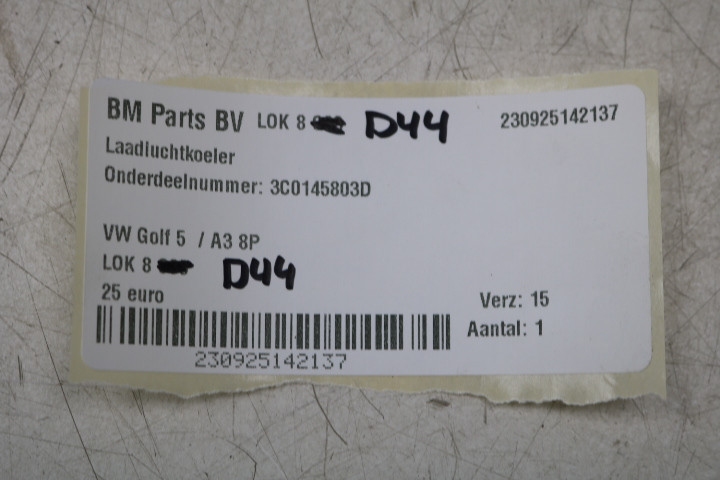 BM Parts BV LOK 8 D44 230925142137
Laadluchtkoeler
Onderdeelnummer: 3C0145803D
VW Golf 5 / A3 8P
LOK 8 D44
25 euro
Verz: 15
Aantal: 1
230925142137